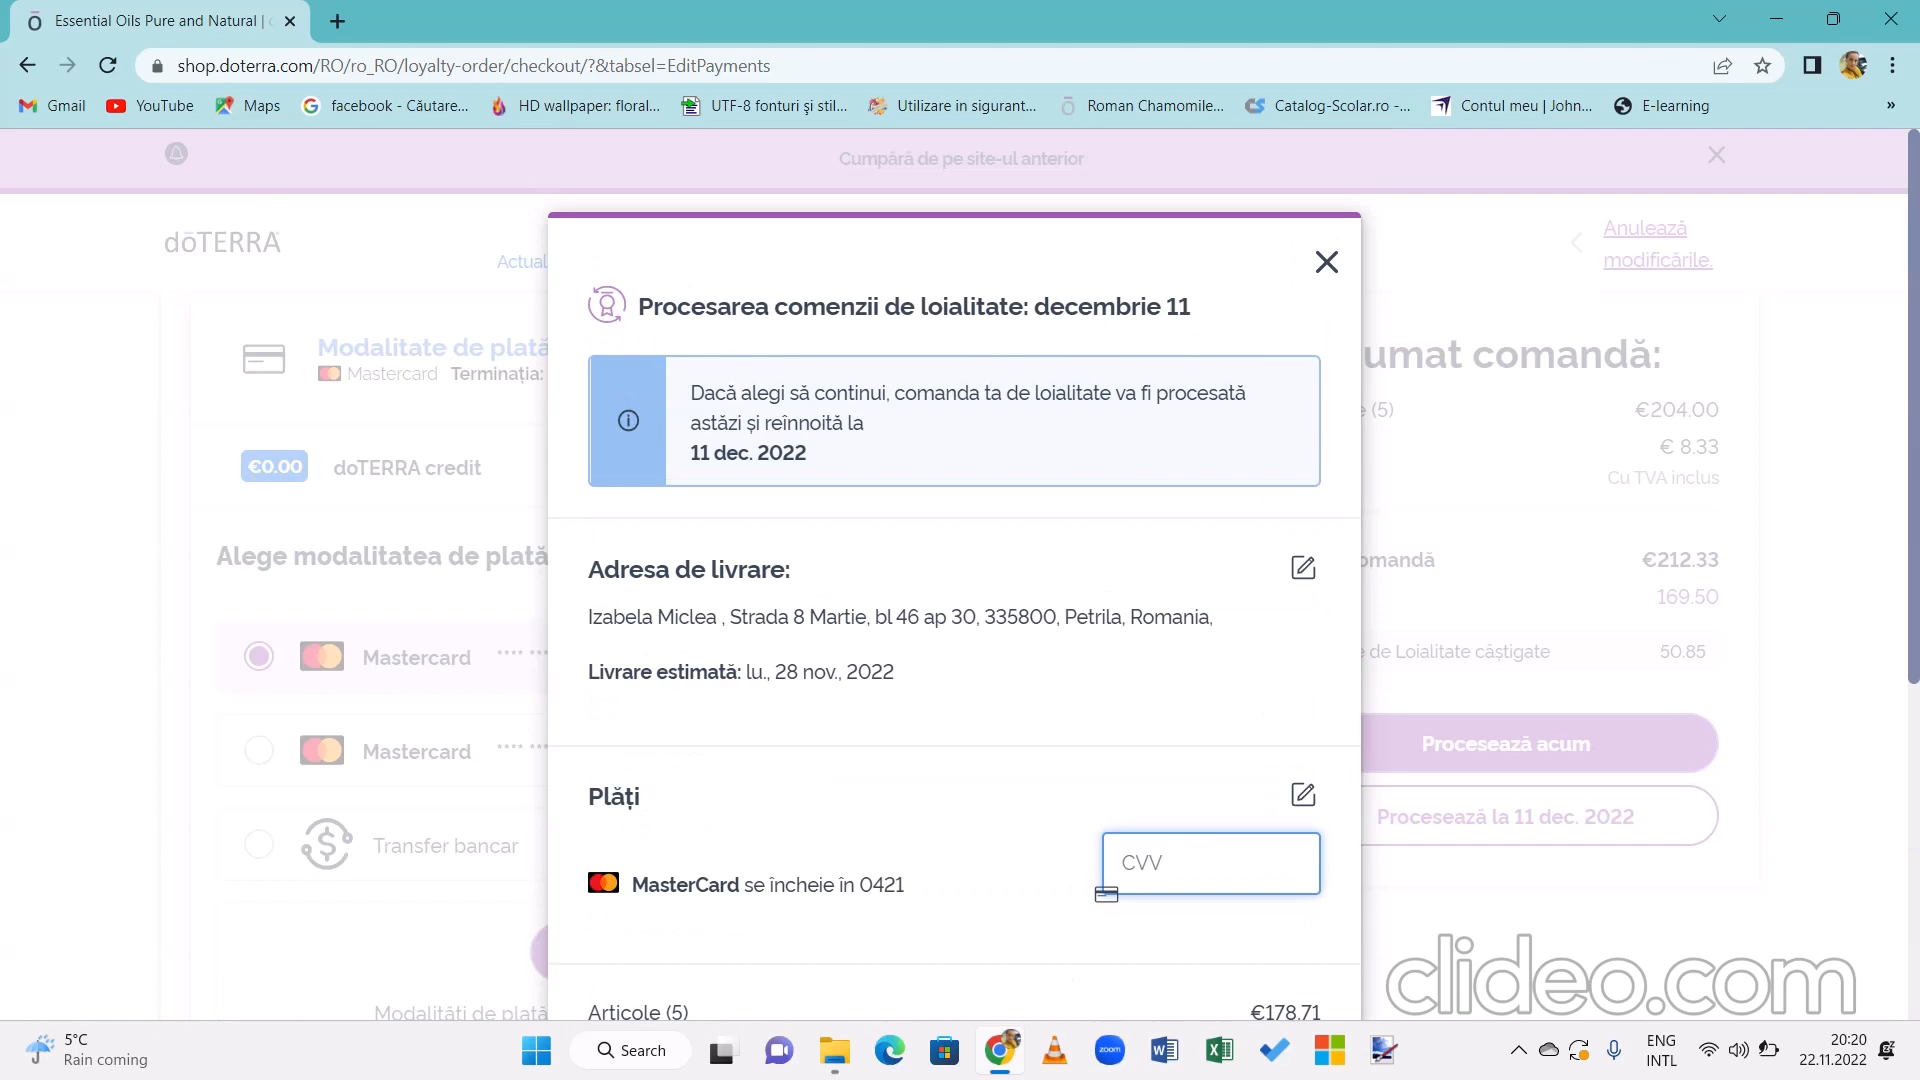 Essential Oils Pure and Natural |
shop.doterra.com/RO/ro_RO/loyalty-order/checkout/?&tabsel=EditPayments
Gmail YouTube Maps facebook - Căutare... HD wallpaper: floral... UTF-8 fonturi și stil... Utilizare in sigurant... Roman Chamomile... Catalog-Scolar.ro -... Contul meu | John... E-learning »
Cumpără de pe site-ul anterior
dōTERRA
Actual
Anulează
modificările.
Procesarea comenzii de loialitate: decembrie 11
Modalitate de plată
Mastercard Terminația:
umat comandă:
Dacă alegi să continui, comanda ta de loialitate va fi procesată
astăzi și reînnoită la
11 dec. 2022
e (5) €204.00
€ 8.33
Cu TVA inclus
€0.00 doTERRA credit
Alege modalitatea de plată
Adresa de livrare:
Izabela Miclea , Strada 8 Martie, bl 46 ap 30, 335800, Petrila, Romania,
Livrare estimată: lu., 28 nov., 2022
omandă €212.33
169.50
e de Loialitate câștigate 50.85
Mastercard **** **
Mastercard **** **
Transfer bancar
Procesează acum
Procesează la 11 dec. 2022
Plăți
CVV
MasterCard se încheie în 0421
Modalități de plată
Articole (5) €178.71
clideo.com
5°C
Rain coming
Search
zoom
ENG
INTL
20:20
22.11.2022